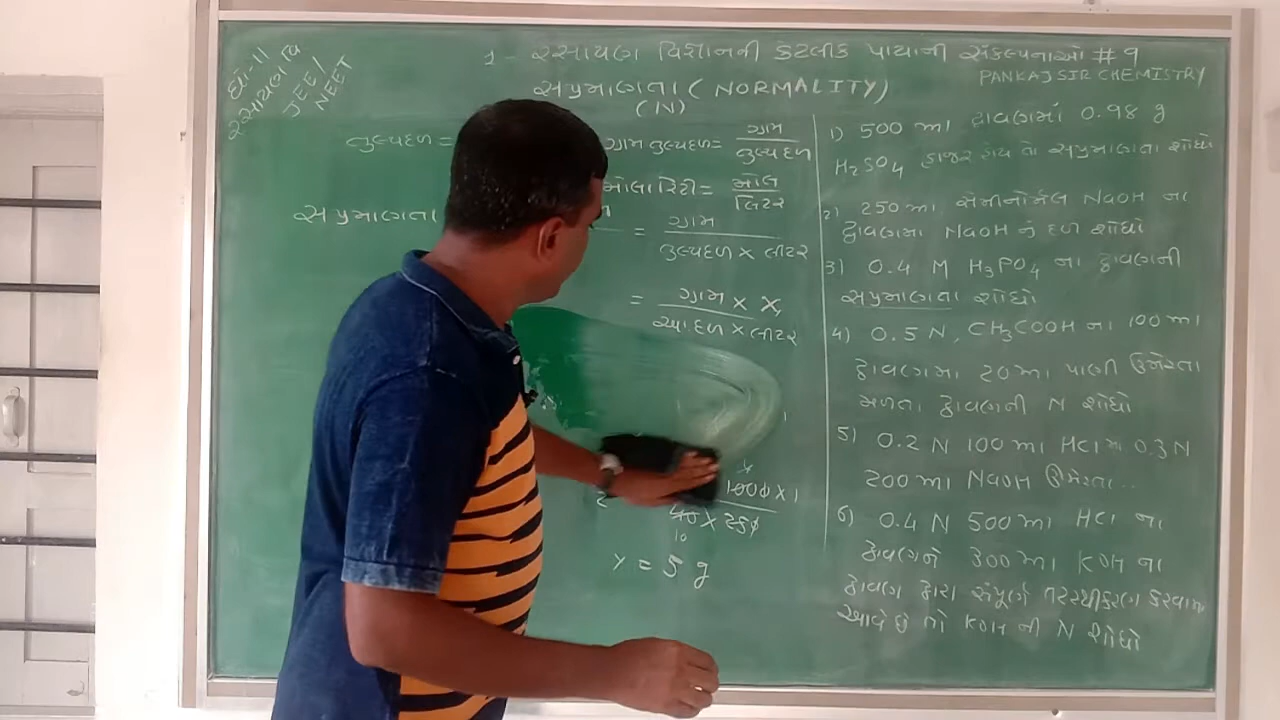 ધો-11
રસાયણ વિ
JEE/
NEET
1 - રસાયણ વિજ્ઞાનની કેટલીક પાયાની સંકલ્પનાઓ #9
PANKAJ SIR CHEMISTRY
સપ્રમાણતા (NORMALITY)
(N)
તુલ્યદળ =
ગ્રામ તુલ્યદળ = ગ્રામ
તુલ્યદળ
મોલારિટી = મોલ
લિટર
સપ્રમાણતા
= ગ્રામ
તુલ્યદળ × લીટર
= ગ્રામ × x
આ.દળ × લીટર
1000 × 1
40 × 250
10
y = 5 g
1) 500 ml દ્રાવણમાં 0.98 g
H₂SO₄ હાજર હોય તો સપ્રમાણતા શોધો
2) 250 ml સેમીનોર્મલ NaOH ના
દ્રાવણમા NaOH નું દળ શોધો
3) 0.4 M H₃PO₄ ના દ્રાવણની
સપ્રમાણતા શોધો
4) 0.5 N, CH₃COOH ના 100 ml
દ્રાવણમા 20 ml પાણી ઉમેરતા
મળતા દ્રાવણની N શોધો
5) 0.2 N 100 ml HCl મા 0.3 N
200 ml NaOH ઉમેરતા...
6) 0.4 N 500 ml HCl ના
દ્રાવણને 300 ml KOH ના
દ્રાવણ દ્વારા સંપૂર્ણ તટસ્થીકરણ કરવામા
આવે છે તો KOH ની N શોધો